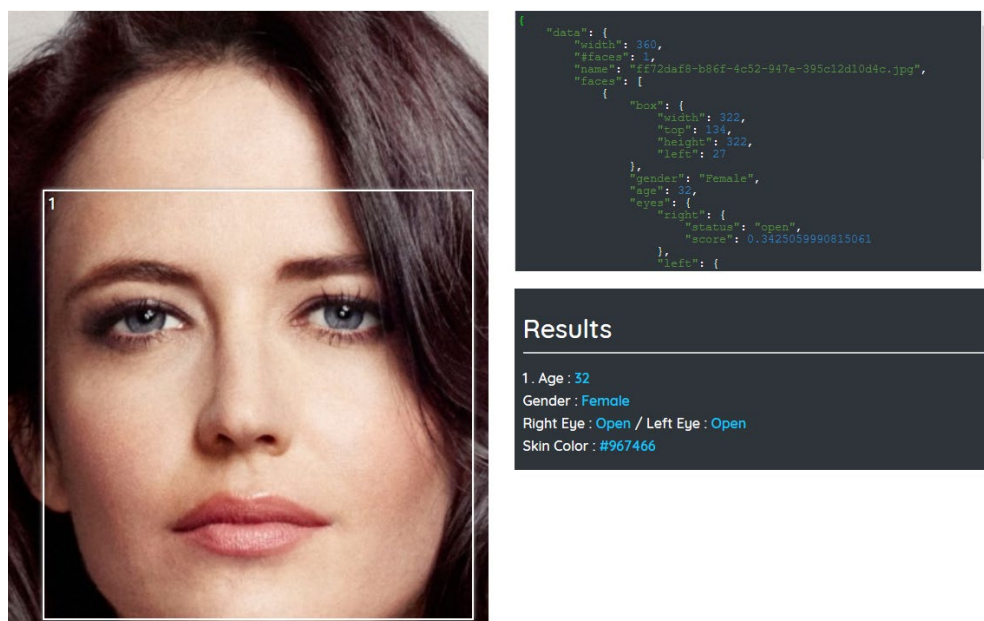 1
{
"data": {
"width": 360,
"#faces": 1,
"name": "ff72daf8-b86f-4c52-947e-395c12d10d4c.jpg",
"faces": [
{
"box": {
"width": 322,
"top": 134,
"height": 322,
"left": 27
},
"gender": "Female",
"age": 32,
"eyes": {
"right": {
"status": "open",
"score": 0.3425059990815061
},
"left": {
Results
1 . Age : 32
Gender : Female
Right Eye : Open / Left Eye : Open
Skin Color : #967466